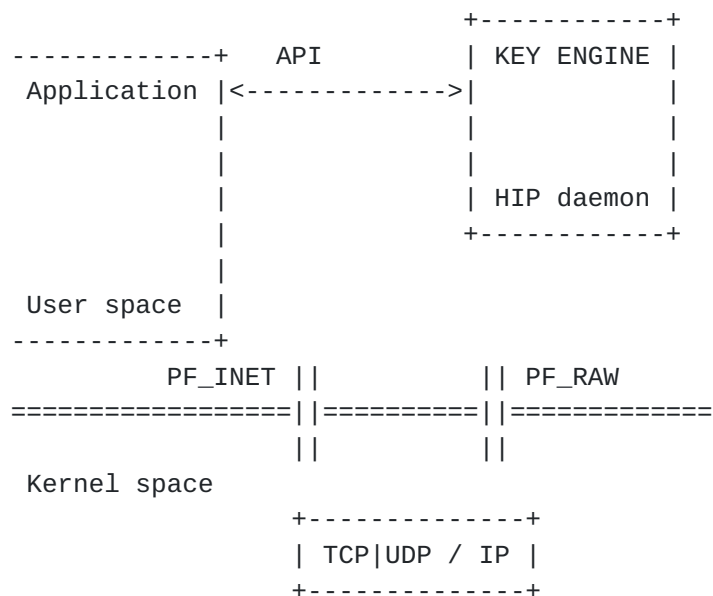 API
KEY ENGINE
Application
HIP daemon
User space
PF_INET
PF_RAW
Kernel space
TCP|UDP / IP